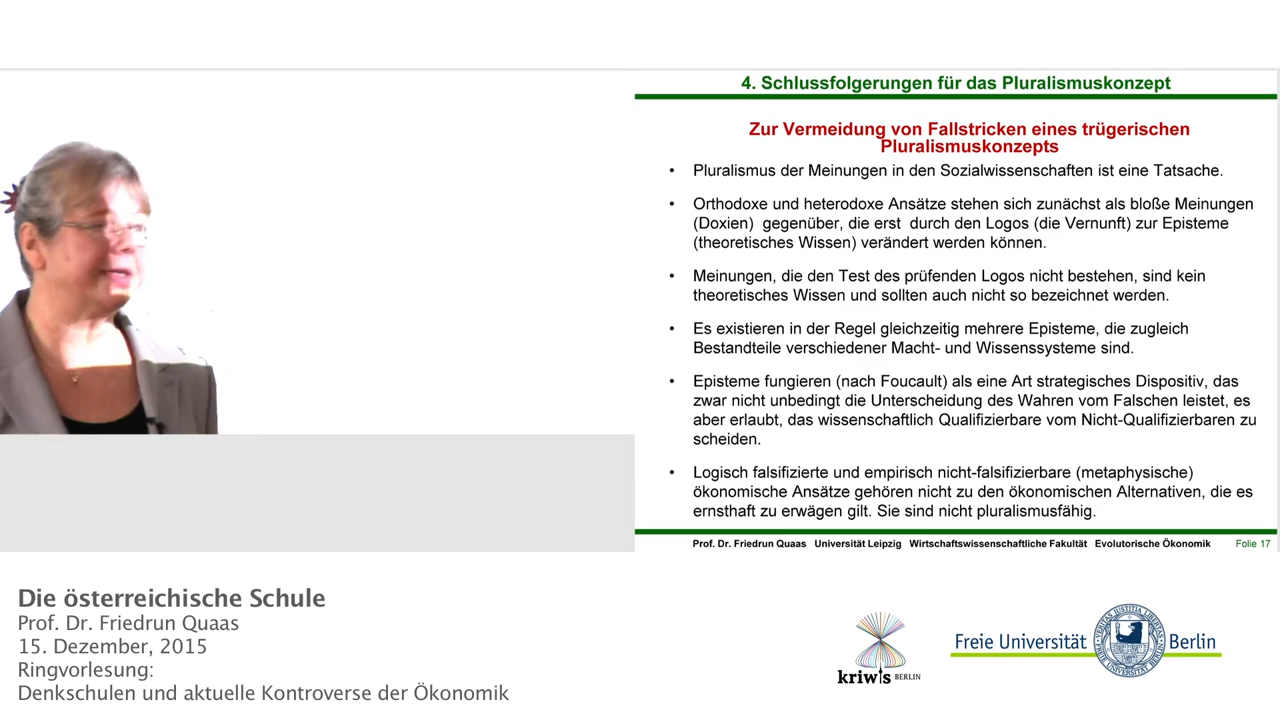 4. Schlussfolgerungen für das Pluralismuskonzept
Zur Vermeidung von Fallstricken eines trügerischen
Pluralismuskonzepts
• Pluralismus der Meinungen in den Sozialwissenschaften ist eine Tatsache.
• Orthodoxe und heterodoxe Ansätze stehen sich zunächst als bloße Meinungen
(Doxien) gegenüber, die erst durch den Logos (die Vernunft) zur Episteme
(theoretisches Wissen) verändert werden können.
• Meinungen, die den Test des prüfenden Logos nicht bestehen, sind kein
theoretisches Wissen und sollten auch nicht so bezeichnet werden.
• Es existieren in der Regel gleichzeitig mehrere Episteme, die zugleich
Bestandteile verschiedener Macht- und Wissenssysteme sind.
• Episteme fungieren (nach Foucault) als eine Art strategisches Dispositiv, das
zwar nicht unbedingt die Unterscheidung des Wahren vom Falschen leistet, es
aber erlaubt, das wissenschaftlich Qualifizierbare vom Nicht-Qualifizierbaren zu
scheiden.
• Logisch falsifizierte und empirisch nicht-falsifizierbare (metaphysische)
ökonomische Ansätze gehören nicht zu den ökonomischen Alternativen, die es
ernsthaft zu erwägen gilt. Sie sind nicht pluralismusfähig.
Prof. Dr. Friedrun Quaas Universität Leipzig Wirtschaftswissenschaftliche Fakultät Evolutorische Ökonomik Folie 17
Die österreichische Schule
Prof. Dr. Friedrun Quaas
15. Dezember, 2015
Ringvorlesung:
Denkschulen und aktuelle Kontroverse der Ökonomik
kriwis BERLIN
Freie Universität Berlin